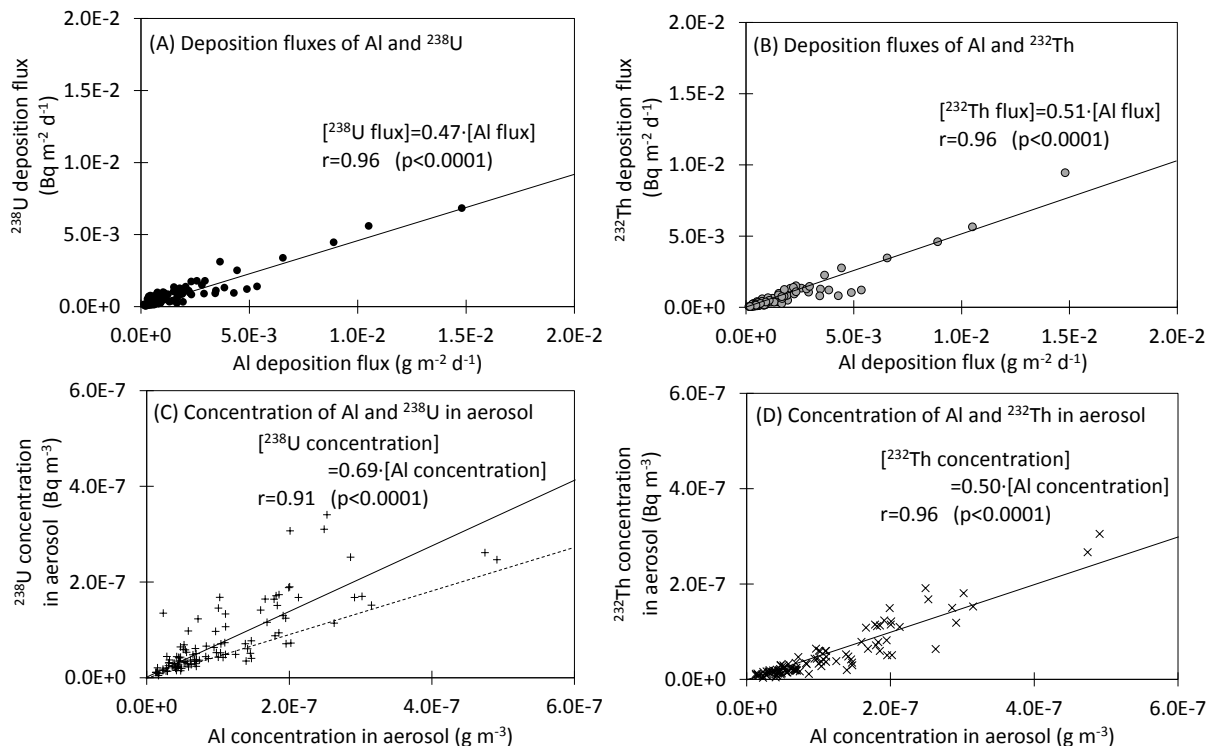 (A) Deposition fluxes of Al and ²³⁸U
²³⁸U deposition flux
(Bq m⁻² d⁻¹)
2.0E-2
1.5E-2
1.0E-2
5.0E-3
0.0E+0
[²³⁸U flux]=0.47·[Al flux]
r=0.96 (p<0.0001)
0.0E+0 5.0E-3 1.0E-2 1.5E-2 2.0E-2
Al deposition flux (g m⁻² d⁻¹)
(B) Deposition fluxes of Al and ²³²Th
²³²Th deposition flux
(Bq m⁻² d⁻¹)
2.0E-2
1.5E-2
1.0E-2
5.0E-3
0.0E+0
[²³²Th flux]=0.51·[Al flux]
r=0.96 (p<0.0001)
0.0E+0 5.0E-3 1.0E-2 1.5E-2 2.0E-2
Al deposition flux (g m⁻² d⁻¹)
(C) Concentration of Al and ²³⁸U in aerosol
²³⁸U concentration
in aerosol (Bq m⁻³)
6.0E-7
4.0E-7
2.0E-7
0.0E+0
[²³⁸U concentration]
=0.69·[Al concentration]
r=0.91 (p<0.0001)
0.0E+0 2.0E-7 4.0E-7 6.0E-7
Al concentration in aerosol (g m⁻³)
(D) Concentration of Al and ²³²Th in aerosol
²³²Th concentration
in aerosol (Bq m⁻³)
6.0E-7
4.0E-7
2.0E-7
0.0E+0
[²³²Th concentration]
=0.50·[Al concentration]
r=0.96 (p<0.0001)
0.0E+0 2.0E-7 4.0E-7 6.0E-7
Al concentration in aerosol (g m⁻³)